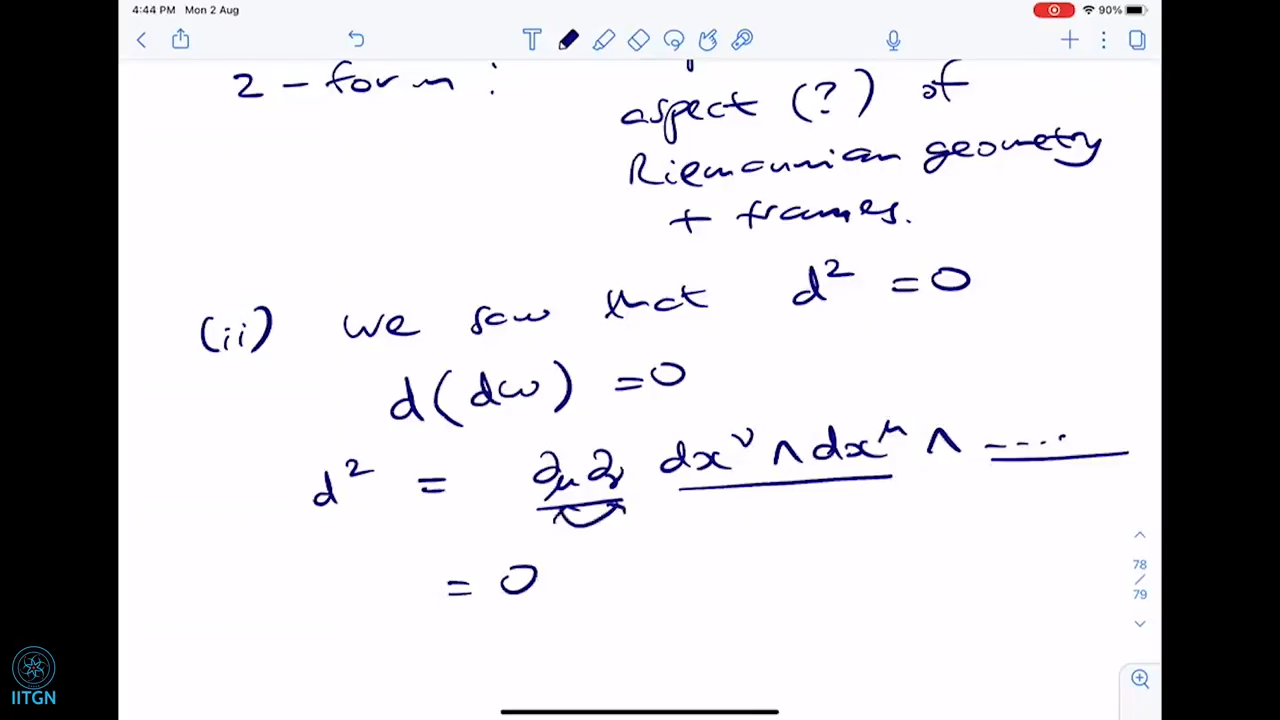 4:44 PM Mon 2 Aug
90%
2 - form :
aspect (?) of
Riemannian geometry
+ frames.
(ii) we saw that d² = 0
d(dω) = 0
d² = ∂μ ∂ν dx^ν ∧ dx^μ ∧ -----
= 0
78
/
79
IITGN